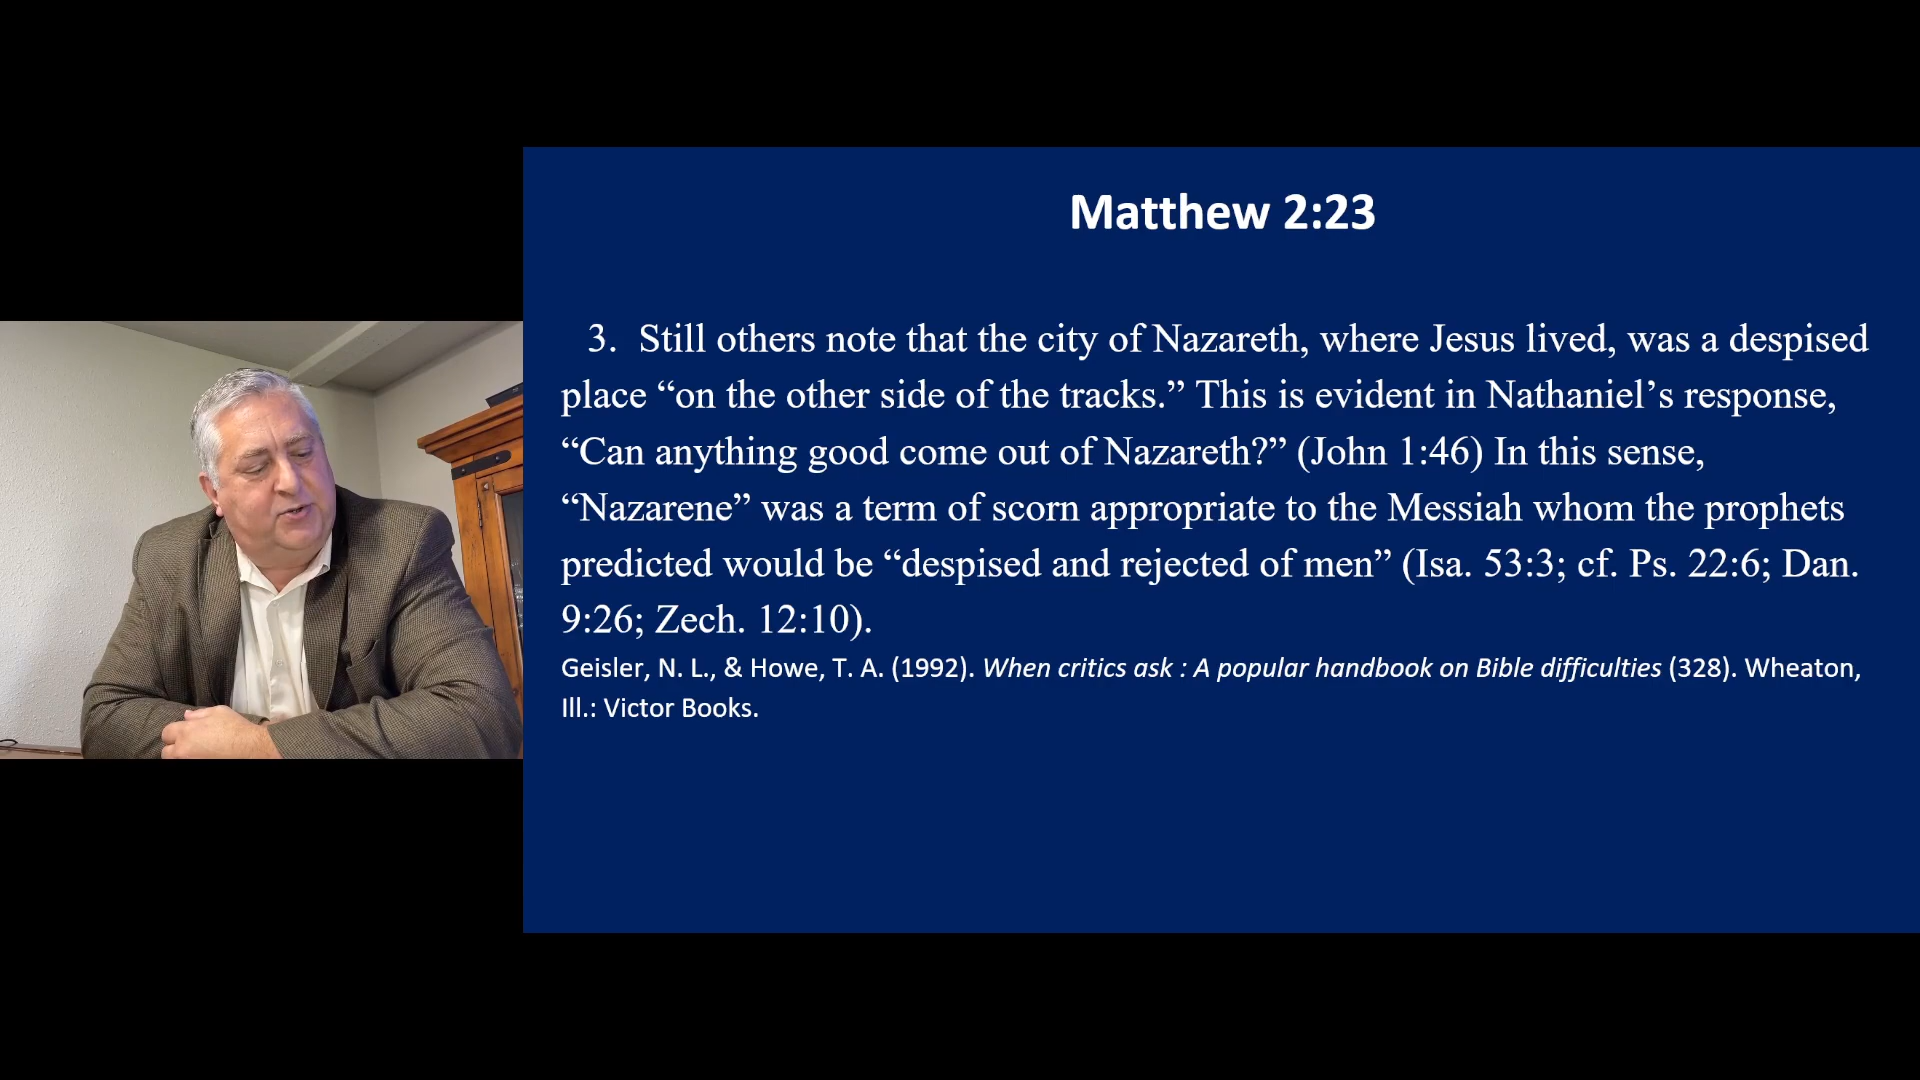 Matthew 2:23
3. Still others note that the city of Nazareth, where Jesus lived, was a despised
place “on the other side of the tracks.” This is evident in Nathaniel’s response,
“Can anything good come out of Nazareth?” (John 1:46) In this sense,
“Nazarene” was a term of scorn appropriate to the Messiah whom the prophets
predicted would be “despised and rejected of men” (Isa. 53:3; cf. Ps. 22:6; Dan.
9:26; Zech. 12:10).
Geisler, N. L., & Howe, T. A. (1992). When critics ask : A popular handbook on Bible difficulties (328). Wheaton,
Ill.: Victor Books.